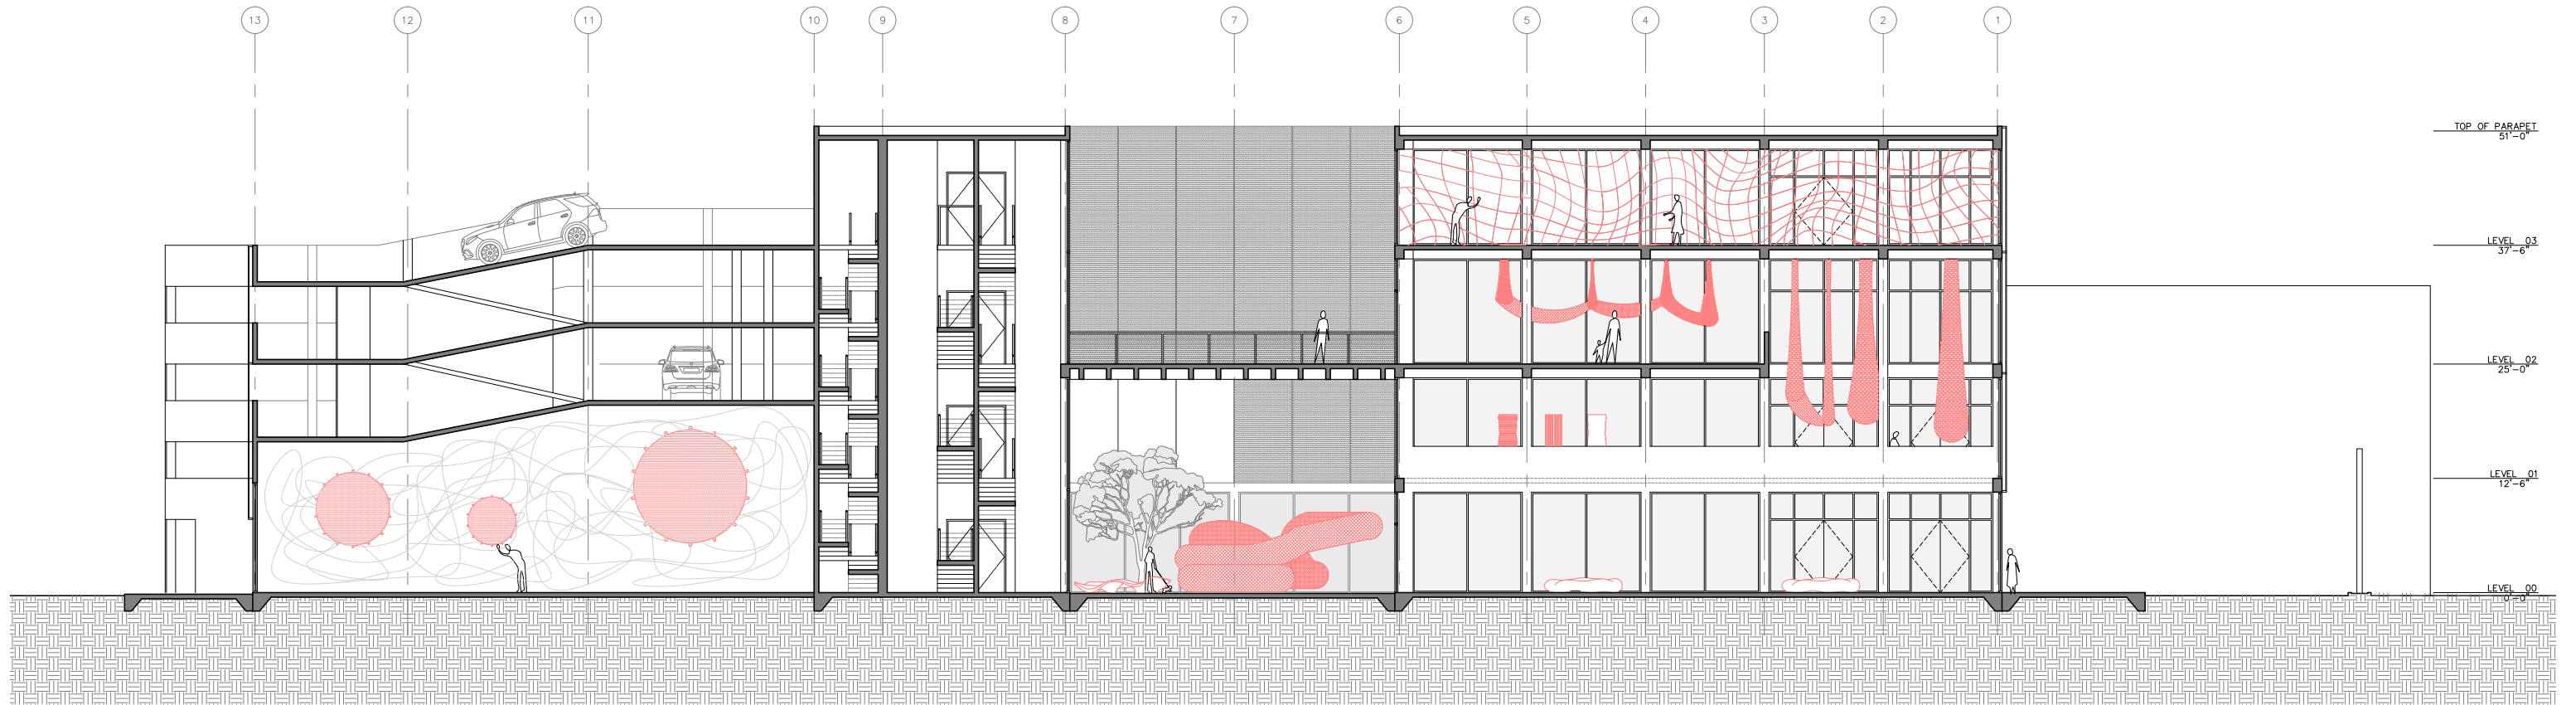 13 12 11 10 9 8 7 6 5 4 3 2 1
TOP OF PARAPET
51'-0"
LEVEL 03
37'-6"
LEVEL 02
25'-0"
LEVEL 01
12'-6"
LEVEL 00
0'-0"